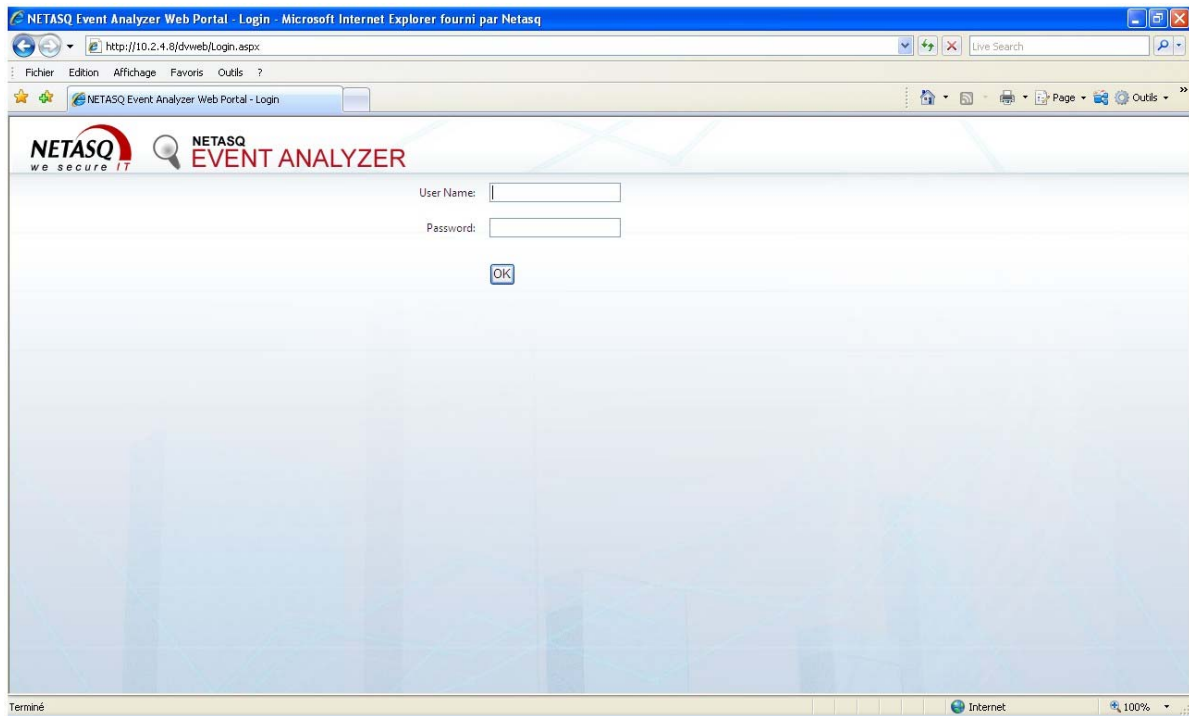 NETASQ Event Analyzer Web Portal - Login - Microsoft Internet Explorer fourni par Netasq
http://10.2.4.8/dvweb/Login.aspx
Live Search
Fichier Edition Affichage Favoris Outils ?
NETASQ Event Analyzer Web Portal - Login
Page Outils »
NETASQ
we secure IT
NETASQ
EVENT ANALYZER
User Name:
Password:
OK
Terminé
Internet
100%